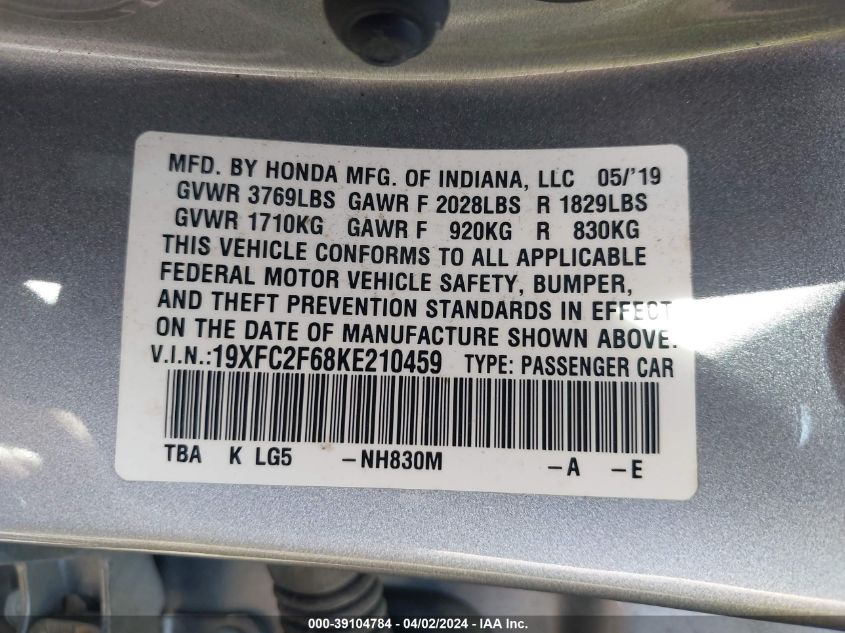 MFD. BY HONDA MFG. OF INDIANA, LLC 05/'19
GVWR 3769LBS GAWR F 2028LBS R 1829LBS
GVWR 1710KG GAWR F 920KG R 830KG
THIS VEHICLE CONFORMS TO ALL APPLICABLE
FEDERAL MOTOR VEHICLE SAFETY, BUMPER,
AND THEFT PREVENTION STANDARDS IN EFFECT
ON THE DATE OF MANUFACTURE SHOWN ABOVE.
V.I.N.:19XFC2F68KE210459 TYPE: PASSENGER CAR
TBA K LG5 -NH830M -A -E
000-39104784 / 04/02/2024 - IAA Inc.